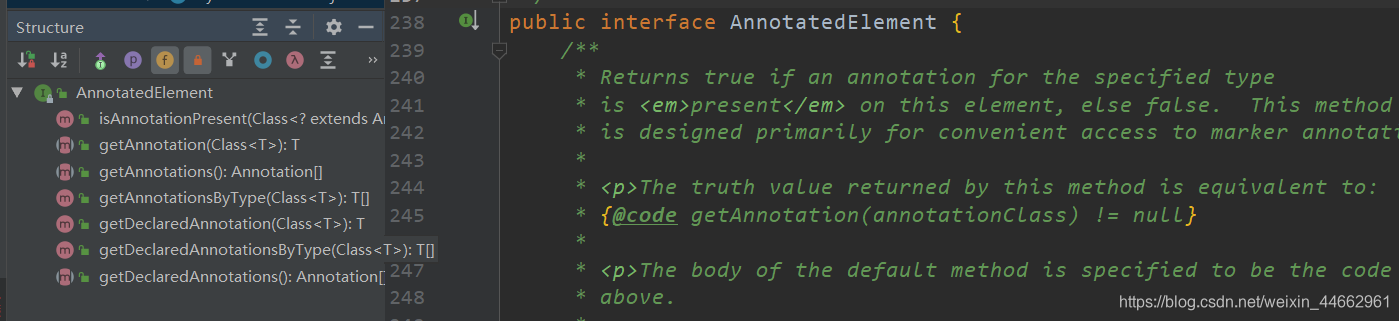 Structure
AnnotatedElement
isAnnotationPresent(Class<? extends Ar
getAnnotation(Class<T>): T
getAnnotations(): Annotation[]
getAnnotationsByType(Class<T>): T[]
getDeclaredAnnotation(Class<T>): T
getDeclaredAnnotationsByType(Class<T>): T[]
getDeclaredAnnotations(): Annotation[]
238 public interface AnnotatedElement {
239 /**
240 * Returns true if an annotation for the specified type
241 * is <em>present</em> on this element, else false. This method
242 * is designed primarily for convenient access to marker annotati
243 *
244 * <p>The truth value returned by this method is equivalent to:
245 * {@code getAnnotation(annotationClass) != null}
*
247 * <p>The body of the default method is specified to be the code
248 * above.
*
https://blog.csdn.net/weixin_44662961